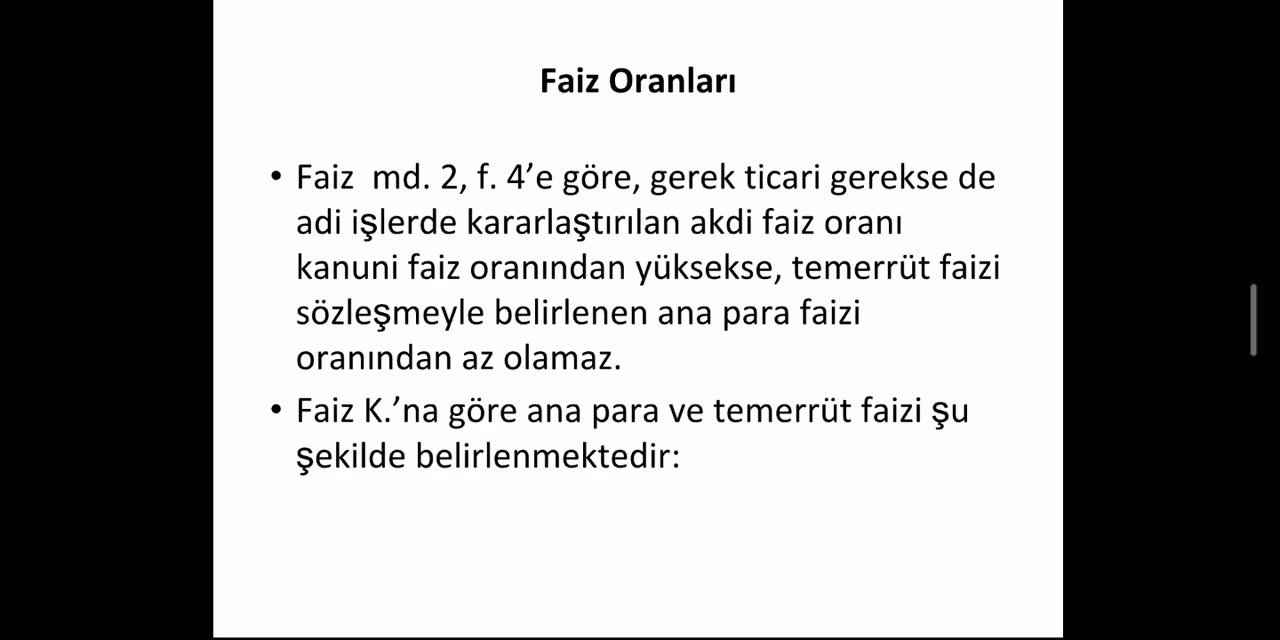 Faiz Oranları
• Faiz  md. 2, f. 4’e göre, gerek ticari gerekse de
adi işlerde kararlaştırılan akdi faiz oranı
kanuni faiz oranından yüksekse, temerrüt faizi
sözleşmeyle belirlenen ana para faizi
oranından az olamaz.
• Faiz K.’na göre ana para ve temerrüt faizi şu
şekilde belirlenmektedir: